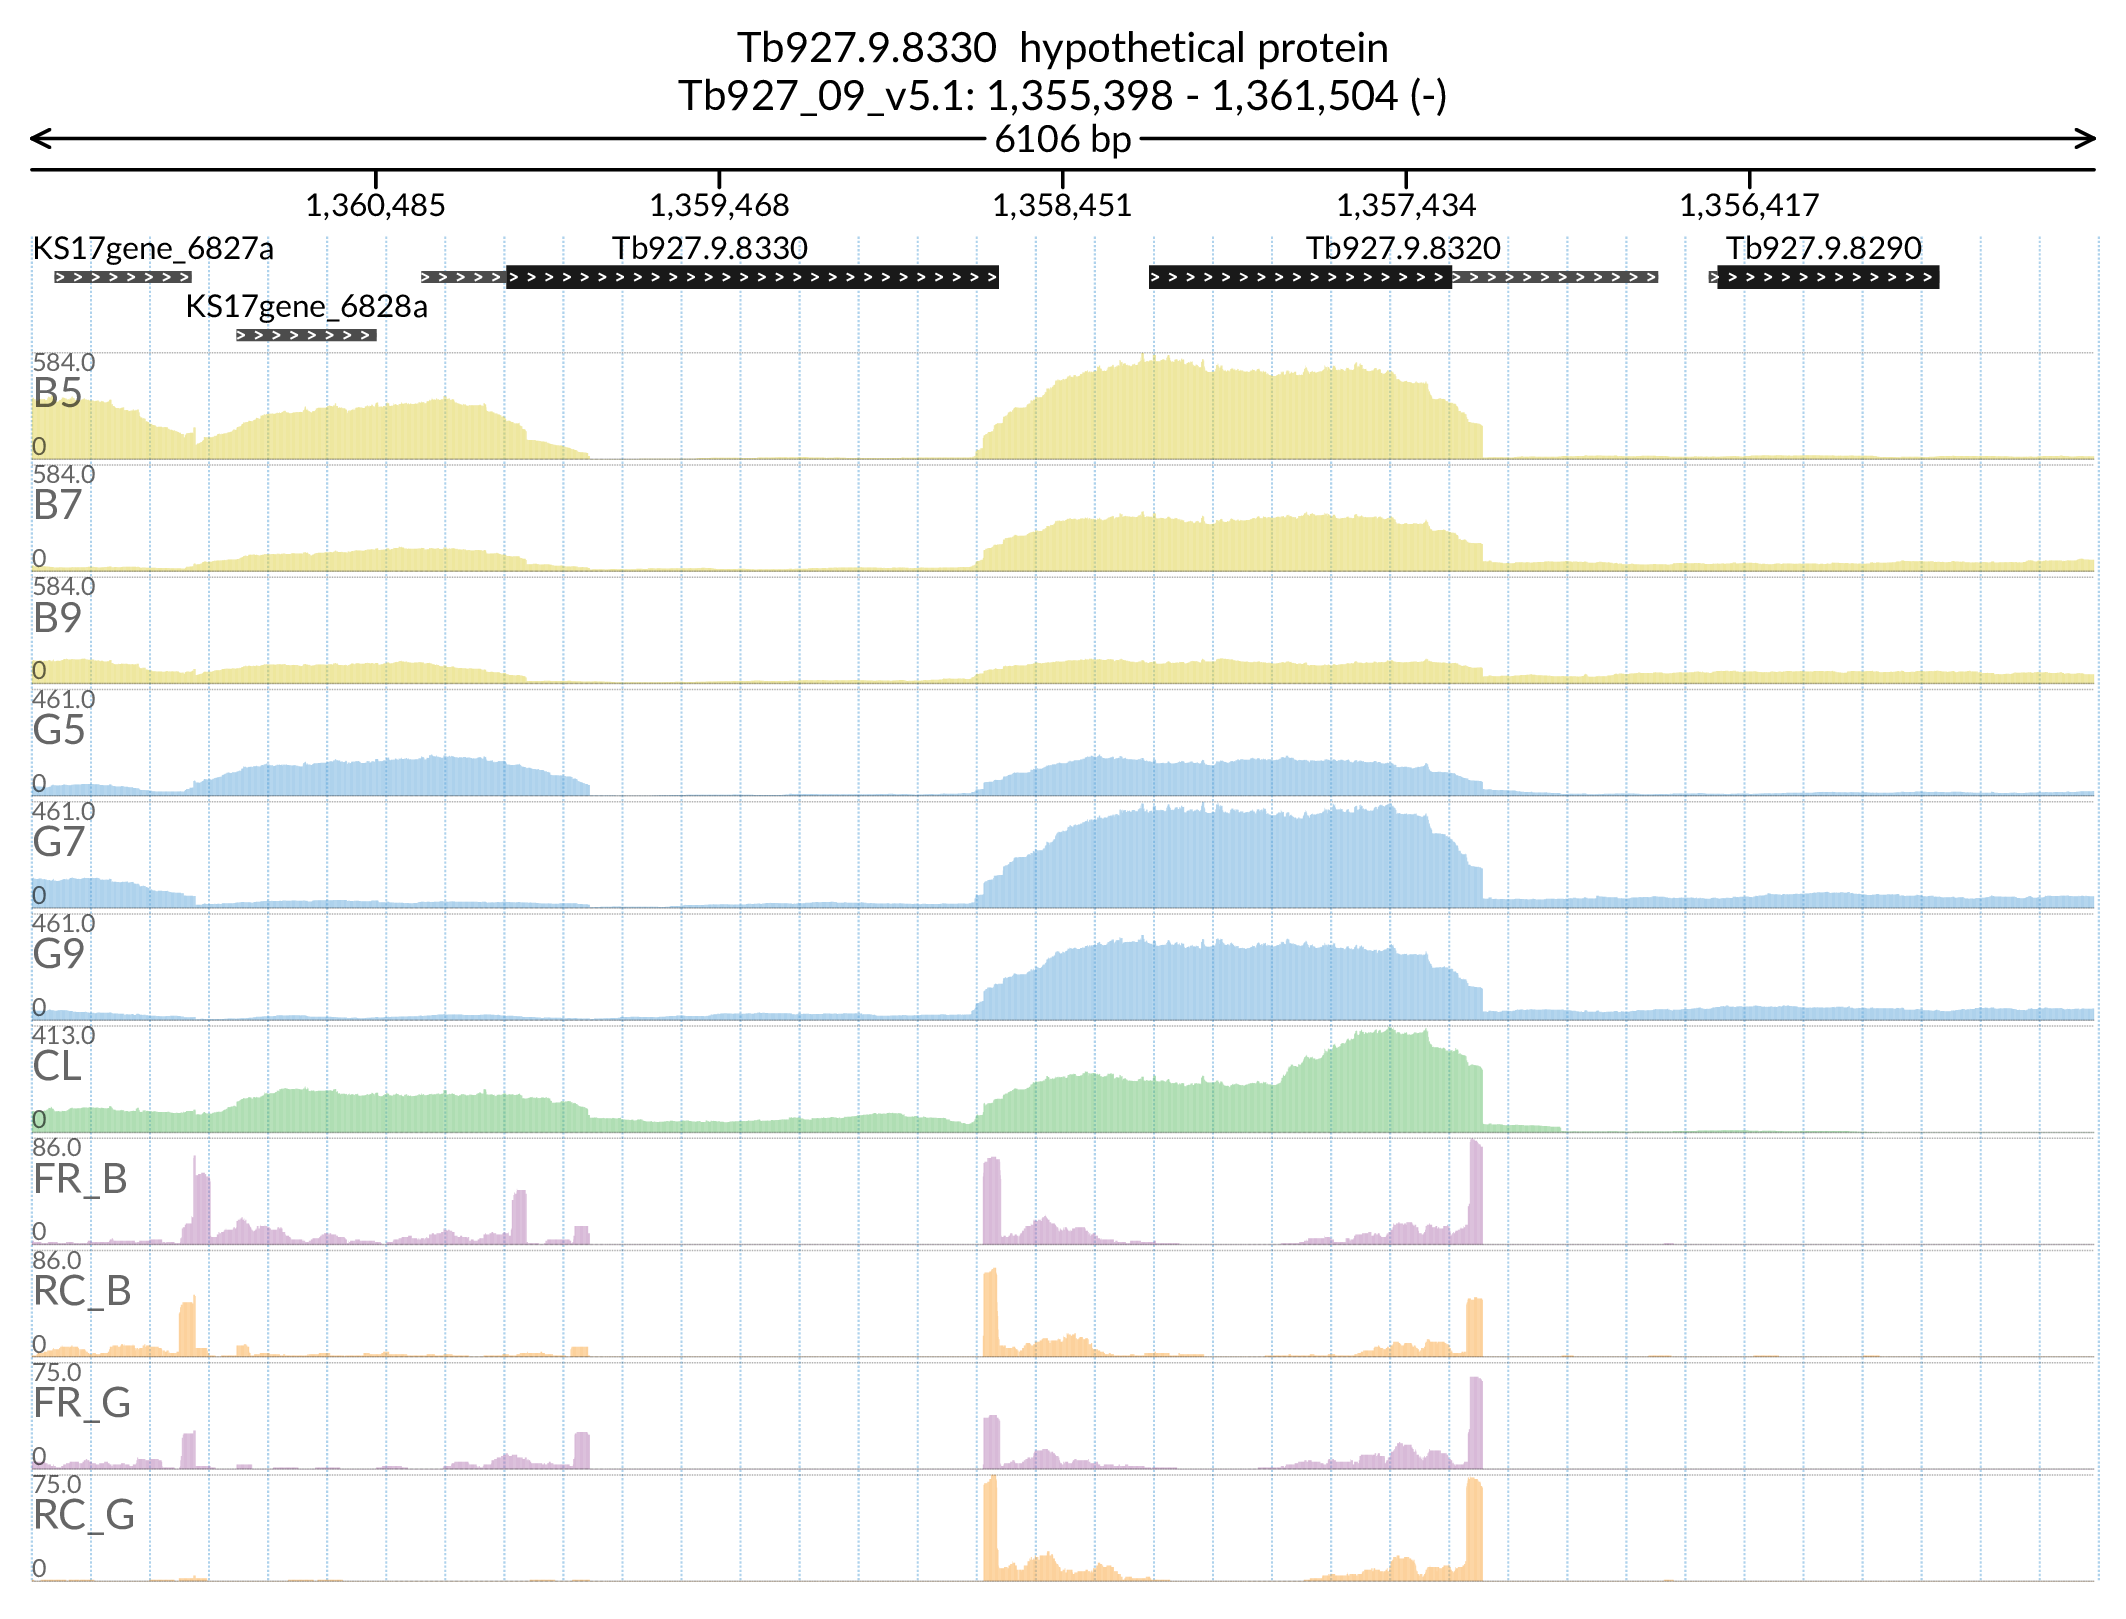 Tb927.9.8330  hypothetical protein
Tb927_09_v5.1: 1,355,398 - 1,361,504 (-)
6106 bp
1,360,485 1,359,468 1,358,451 1,357,434 1,356,417
KS17gene_6827a Tb927.9.8330 Tb927.9.8320 Tb927.9.8290
KS17gene_6828a
584.0
B5
0
584.0
B7
0
584.0
B9
0
461.0
G5
0
461.0
G7
0
461.0
G9
0
413.0
CL
0
86.0
FR_B
0
86.0
RC_B
0
75.0
FR_G
0
75.0
RC_G
0